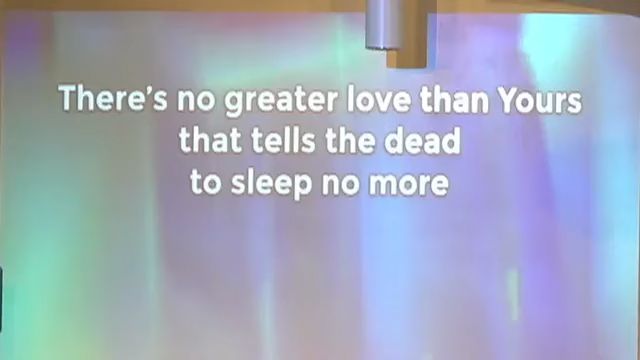 There's no greater love than Yours
that tells the dead
to sleep no more